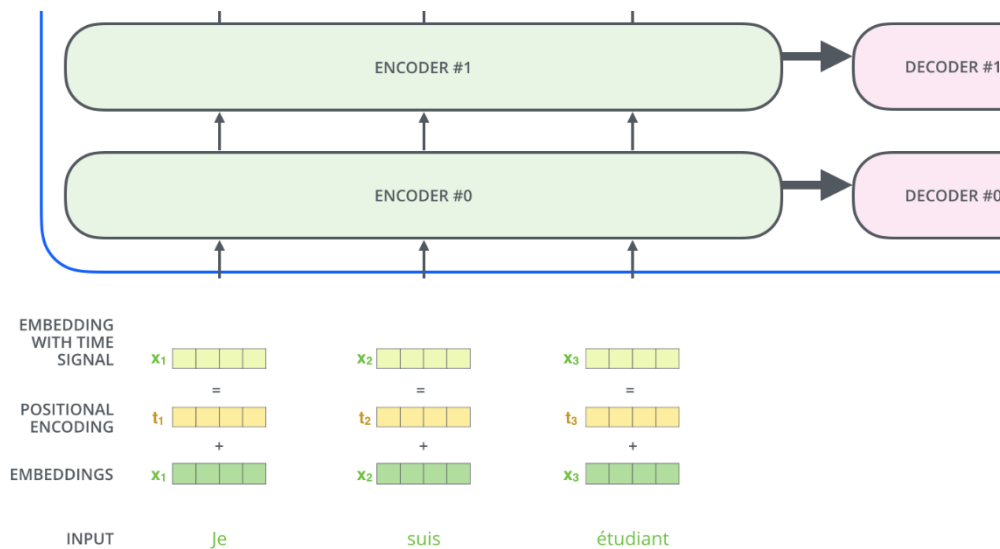 ENCODER #1
DECODER #1
ENCODER #0
DECODER #0
EMBEDDING
WITH TIME
SIGNAL
x1
x2
x3
= = =
POSITIONAL
ENCODING
t1
t2
t3
+ + +
EMBEDDINGS
x1
x2
x3
INPUT
Je
suis
étudiant